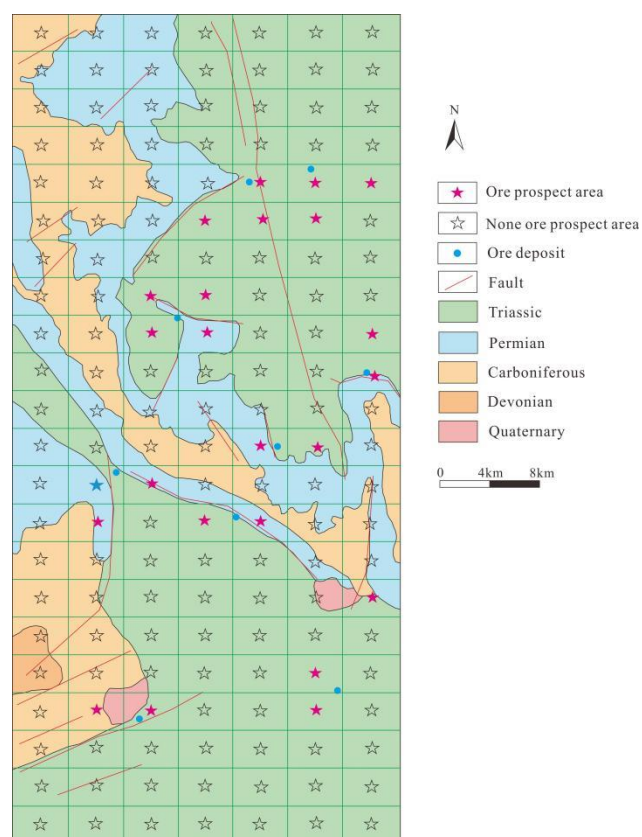 N
Ore prospect area
None ore prospect area
Ore deposit
Fault
Triassic
Permian
Carboniferous
Devonian
Quaternary
0 4km 8km